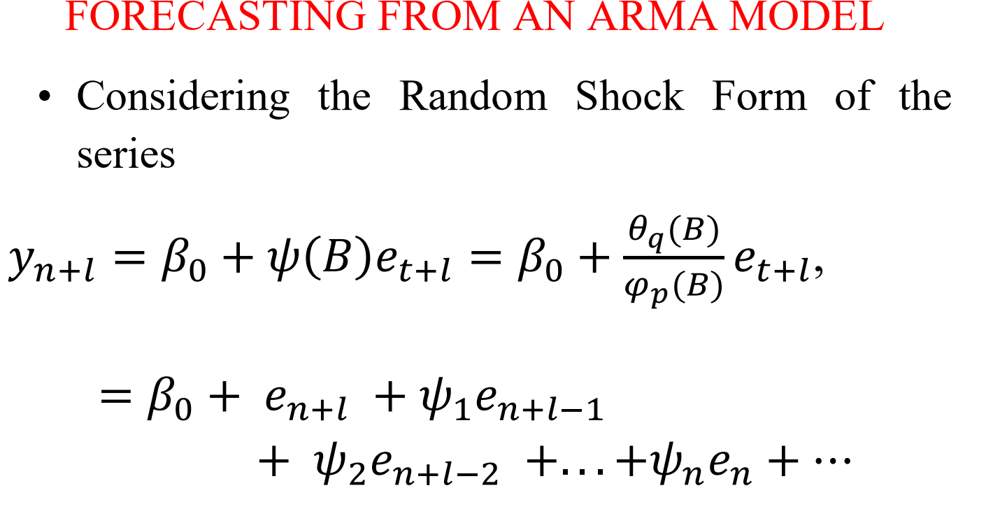 FORECASTING FROM AN ARMA MODEL
• Considering the Random Shock Form of the
series
$y_{n+l} = \beta_0 + \psi(B)e_{t+l} = \beta_0 + \frac{\theta_q(B)}{\varphi_p(B)} e_{t+l},$
$= \beta_0 + e_{n+l} + \psi_1 e_{n+l-1}$
$+ \psi_2 e_{n+l-2} +\ldots+ \psi_n e_n + \cdots$